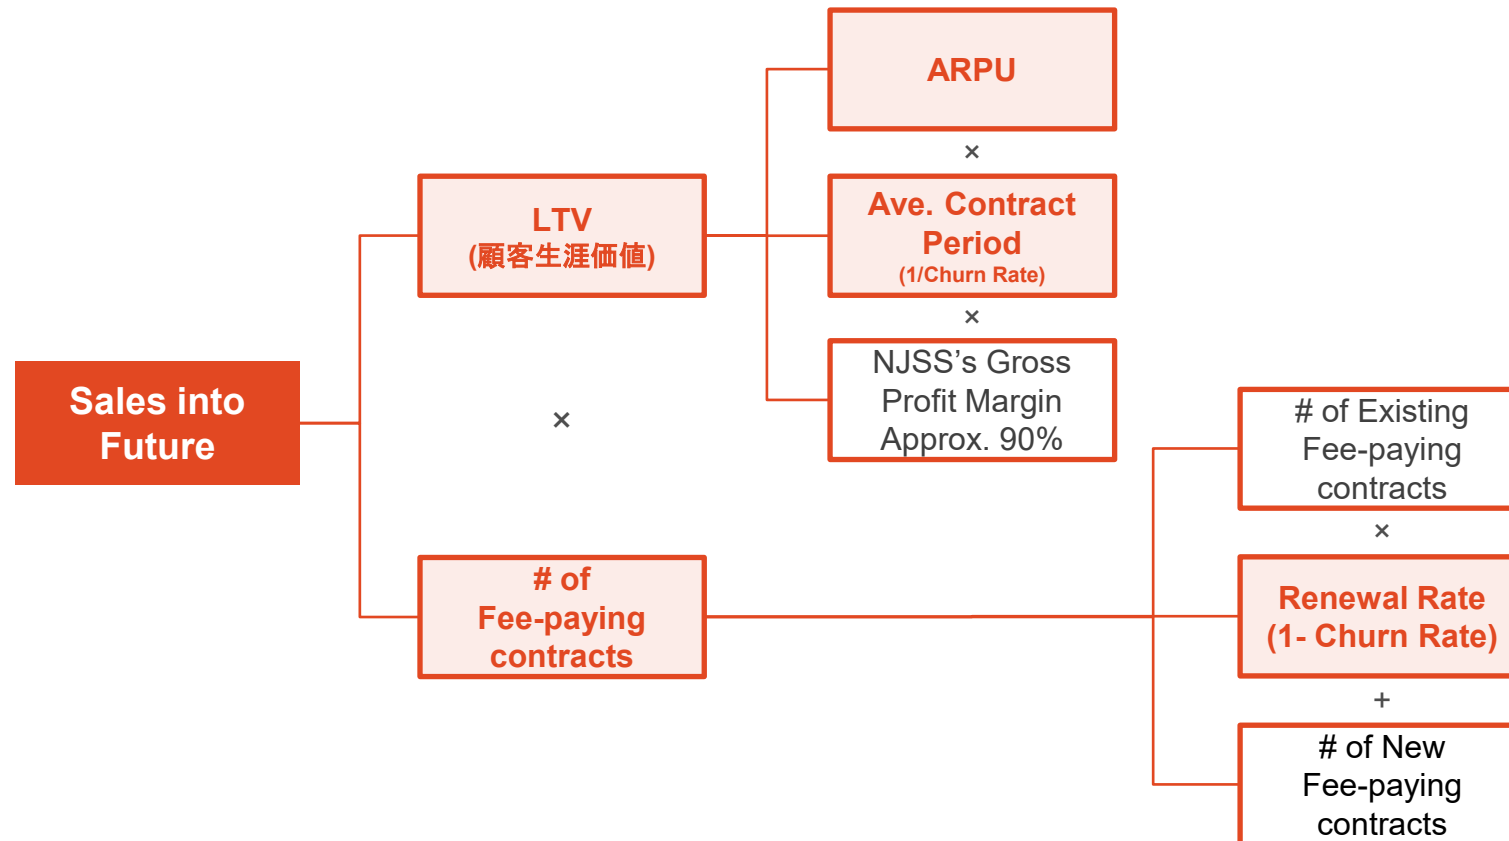 ARPU
×
LTV
(顧客生涯価値)
Ave. Contract
Period
(1/Churn Rate)
×
NJSS’s Gross
Profit Margin
Approx. 90%
Sales into
Future
×
# of
Fee-paying
contracts
# of Existing
Fee-paying
contracts
×
Renewal Rate
(1- Churn Rate)
+
# of New
Fee-paying
contracts